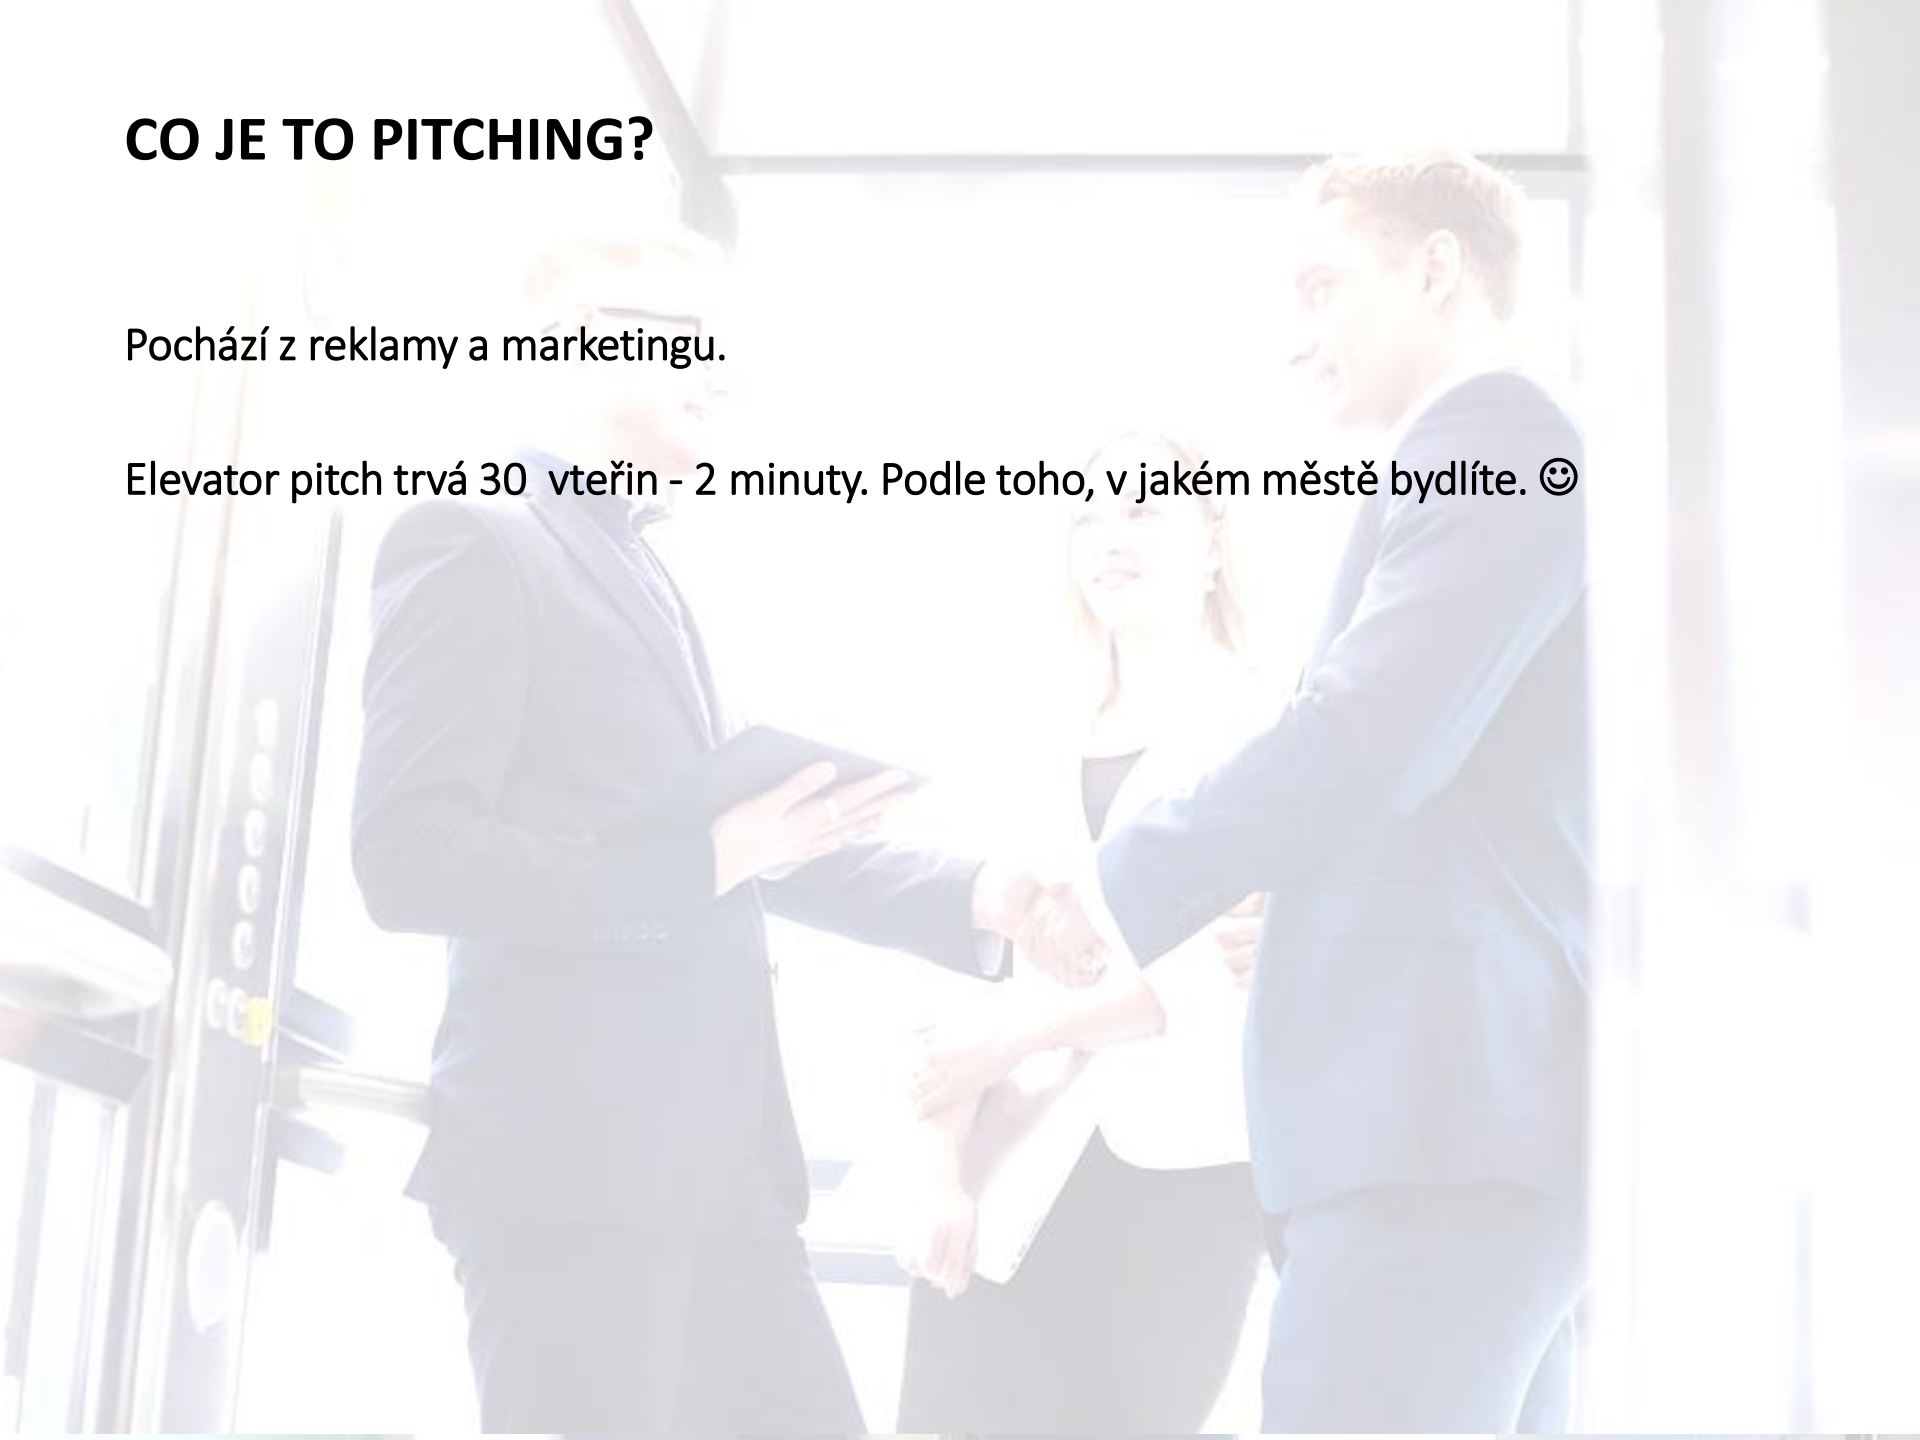 CO JE TO PITCHING?
Pochází z reklamy a marketingu.
Elevator pitch trvá 30  vteřin - 2 minuty. Podle toho, v jakém městě bydlíte. ☺